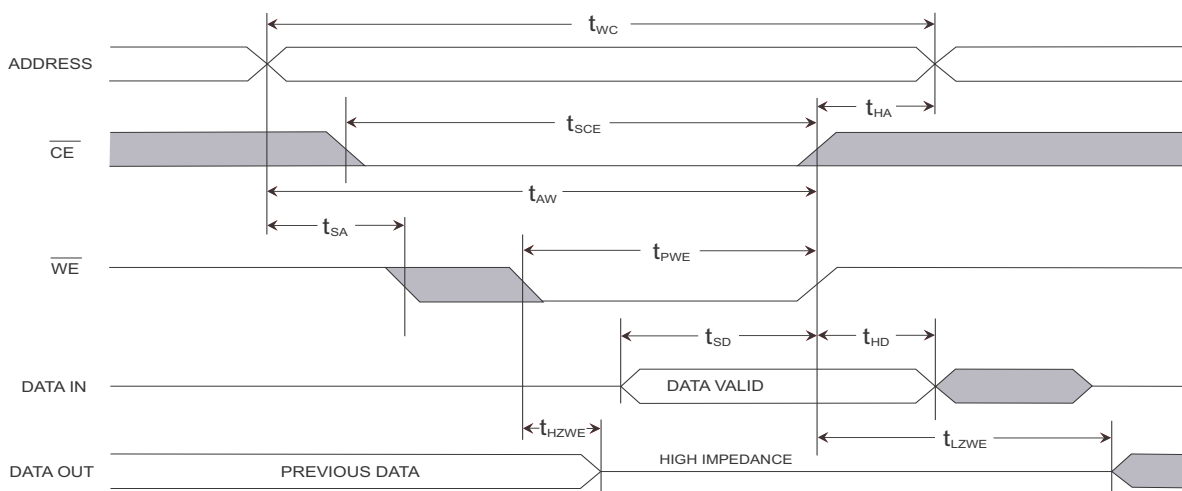 tWC
ADDRESS
tHA
tSCE
CE
tAW
tSA
tPWE
WE
tSD
tHD
DATA IN
DATA VALID
tHZWE
tLZWE
DATA OUT
PREVIOUS DATA
HIGH IMPEDANCE